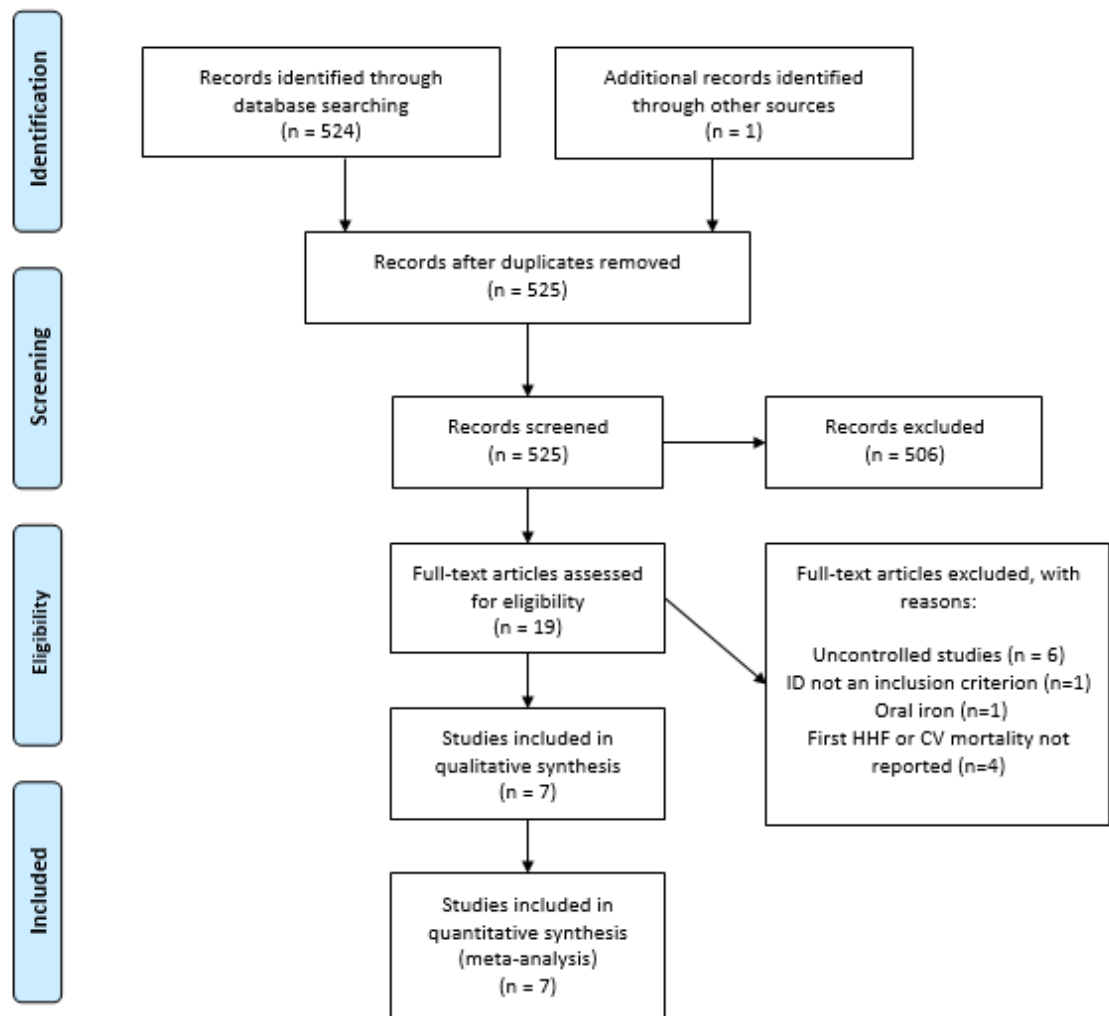 Identification
Records identified through
database searching
(n = 524)
Additional records identified
through other sources
(n = 1)
Records after duplicates removed
(n = 525)
Screening
Records screened
(n = 525)
Records excluded
(n = 506)
Eligibility
Full-text articles assessed
for eligibility
(n = 19)
Full-text articles excluded, with
reasons:
Uncontrolled studies (n = 6)
ID not an inclusion criterion (n=1)
Oral iron (n=1)
First HHF or CV mortality not
reported (n=4)
Studies included in
qualitative synthesis
(n = 7)
Included
Studies included in
quantitative synthesis
(meta-analysis)
(n = 7)